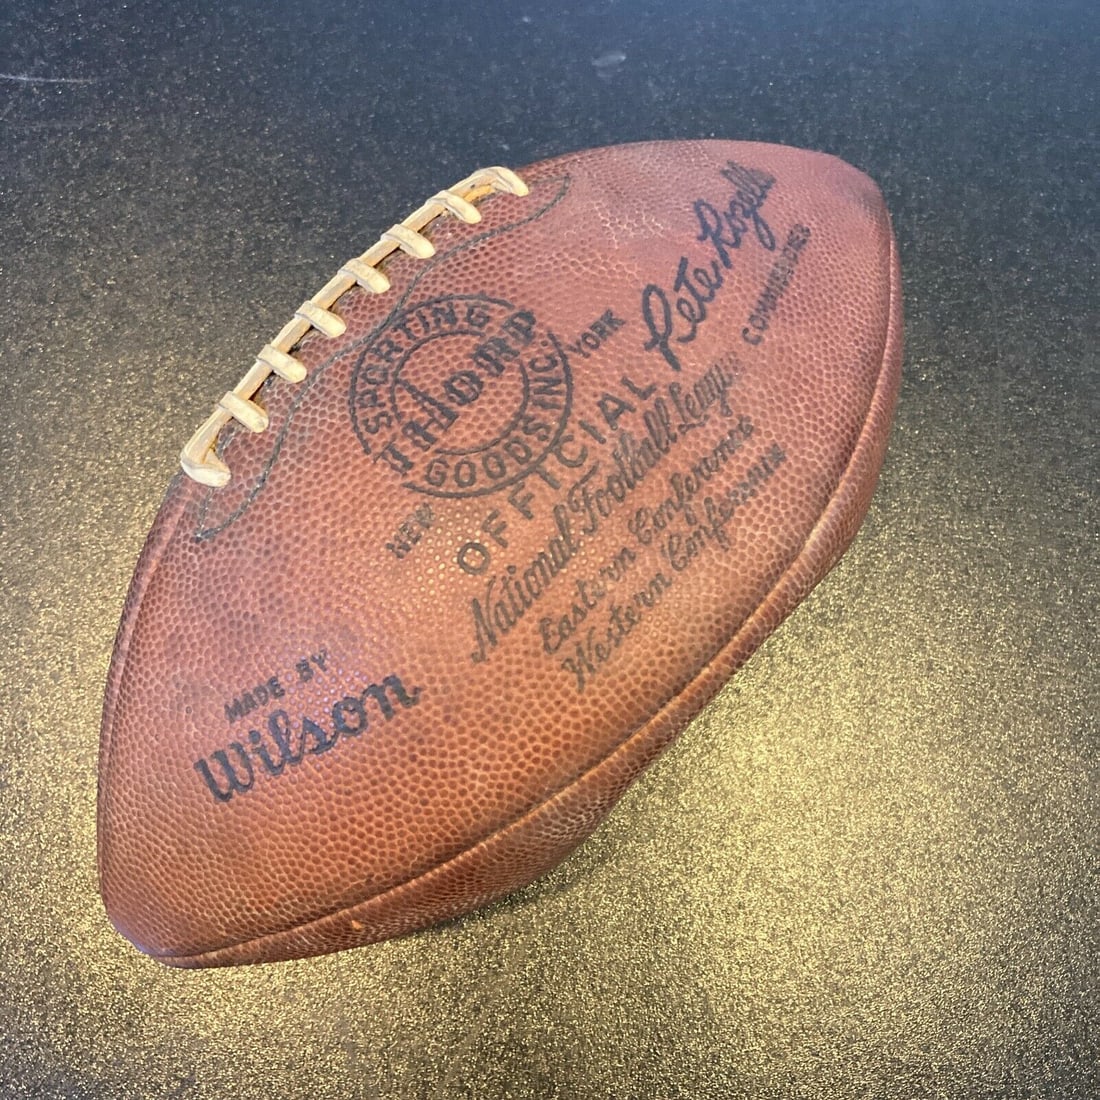 SPORTING
THORP
GOODS INC
NEW YORK
OFFICIAL
National Football League
Eastern Conference
Western Conference
Pete Rozelle
COMMISSIONER
MADE BY
Wilson